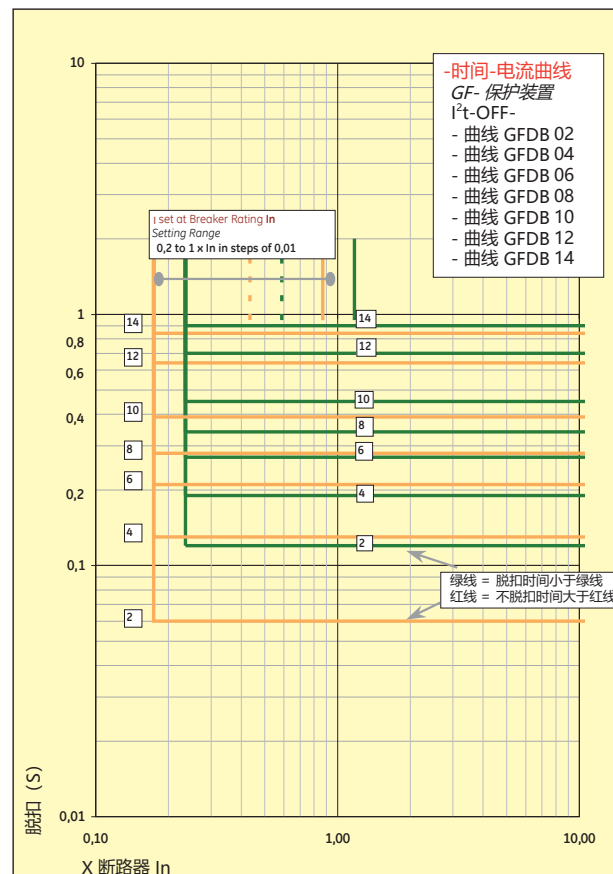 10
-时间-电流曲线
GF- 保护装置
I²t-OFF-
- 曲线 GFDB 02
- 曲线 GFDB 04
- 曲线 GFDB 06
- 曲线 GFDB 08
- 曲线 GFDB 10
- 曲线 GFDB 12
- 曲线 GFDB 14
set at Breaker Rating In
Setting Range
0,2 to 1 x In in steps of 0,01
1
14
14
0,8
12
12
0,6
10
10
0,4
8
8
6
6
0,2
4
4
2
0,1
绿线 = 脱扣时间小于绿线
红线 = 不脱扣时间大于红线
2
脱扣（S）
0,01
0,10
1,00
10,00
X 断路器 In